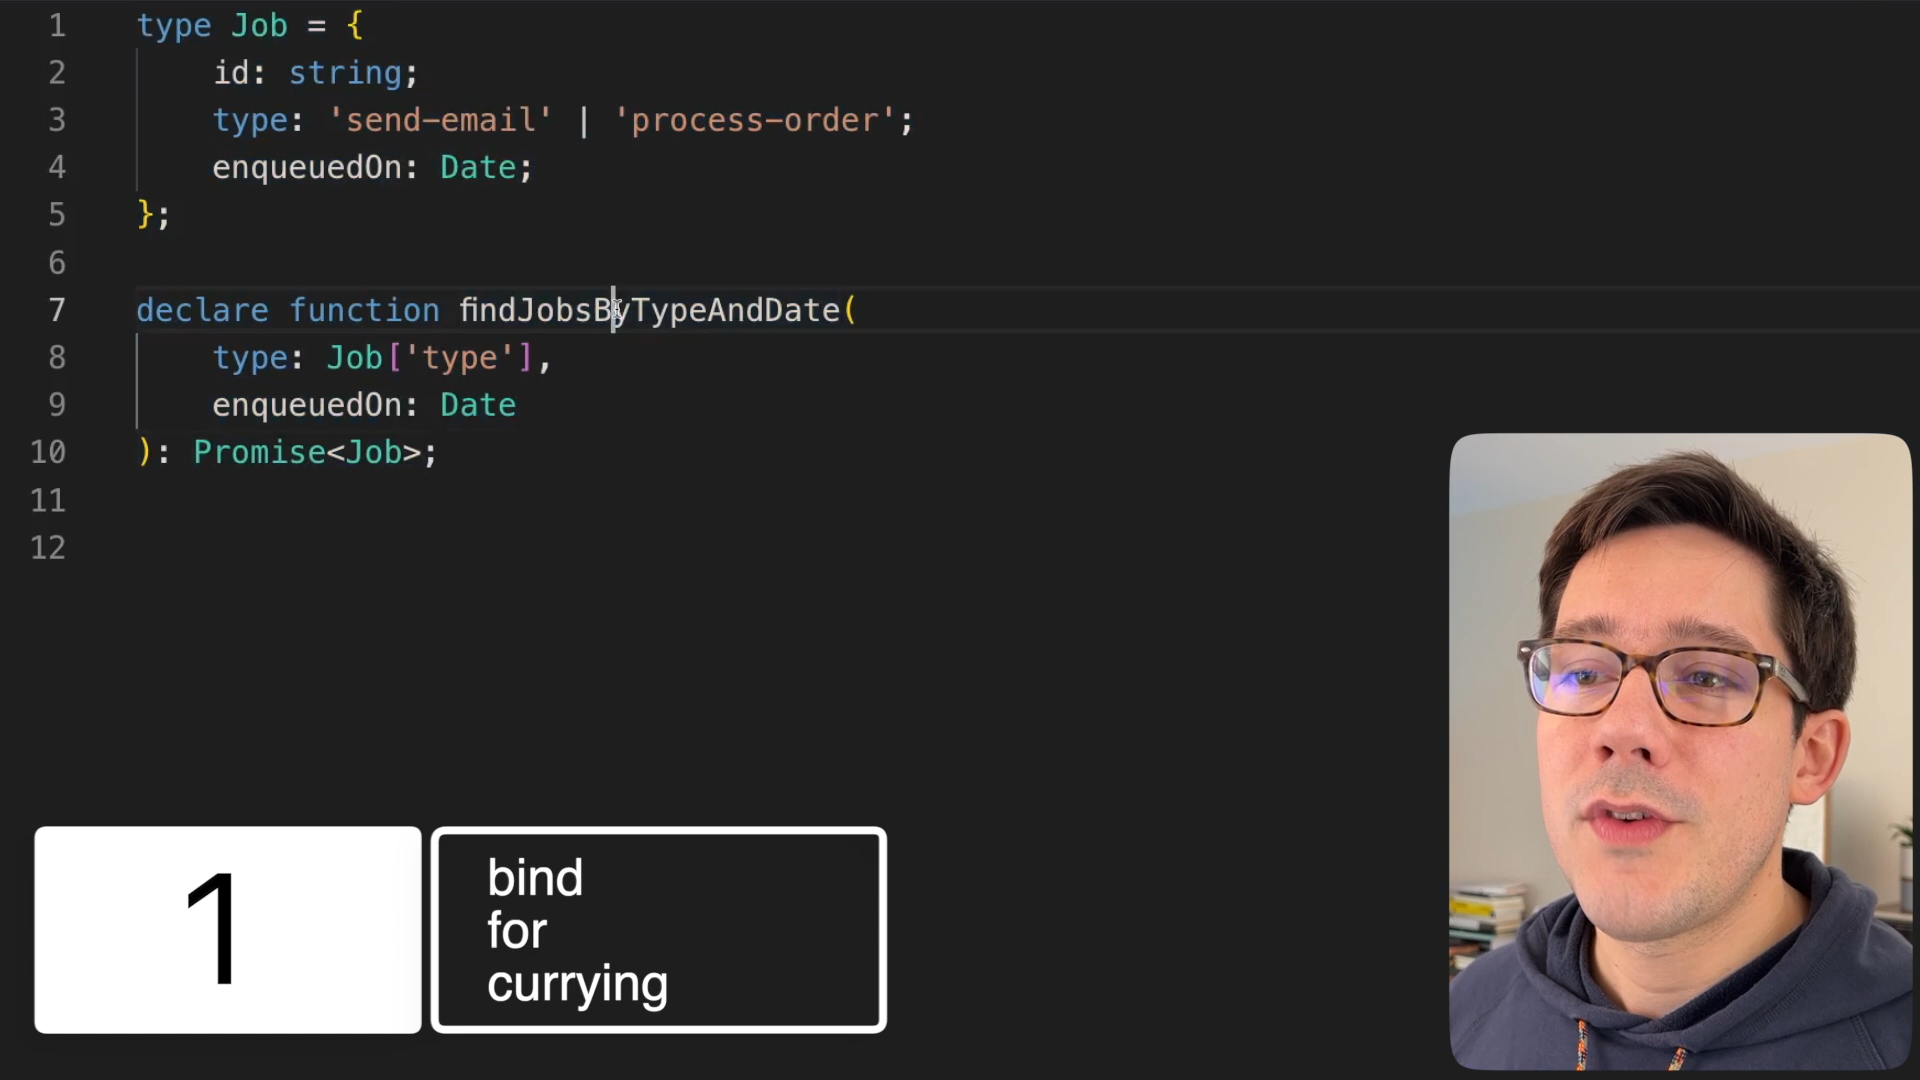 1 type Job = {
2 id: string;
3 type: 'send-email' | 'process-order';
4 enqueuedOn: Date;
5 };
6
7 declare function findJobsByTypeAndDate(
8 type: Job['type'],
9 enqueuedOn: Date
10 ): Promise<Job>;
11
12
1
bind
for
currying